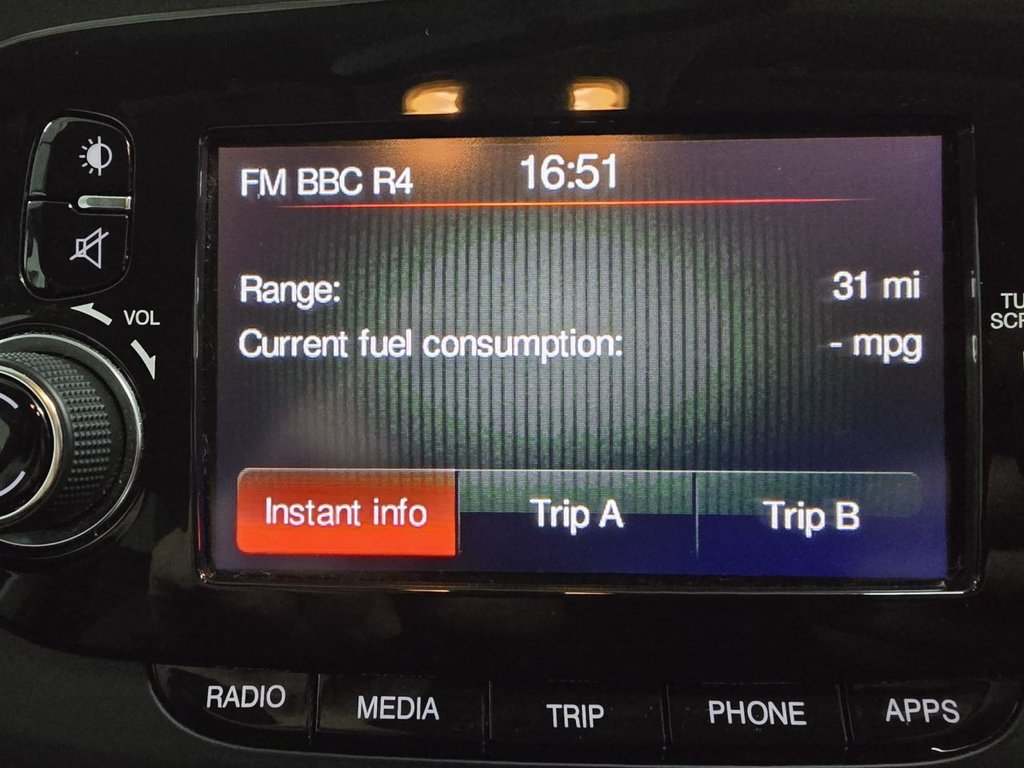 FM BBC R4 16:51
Range: 31 mi
Current fuel consumption: - mpg
VOL
Instant info Trip A Trip B
RADIO MEDIA TRIP PHONE APPS